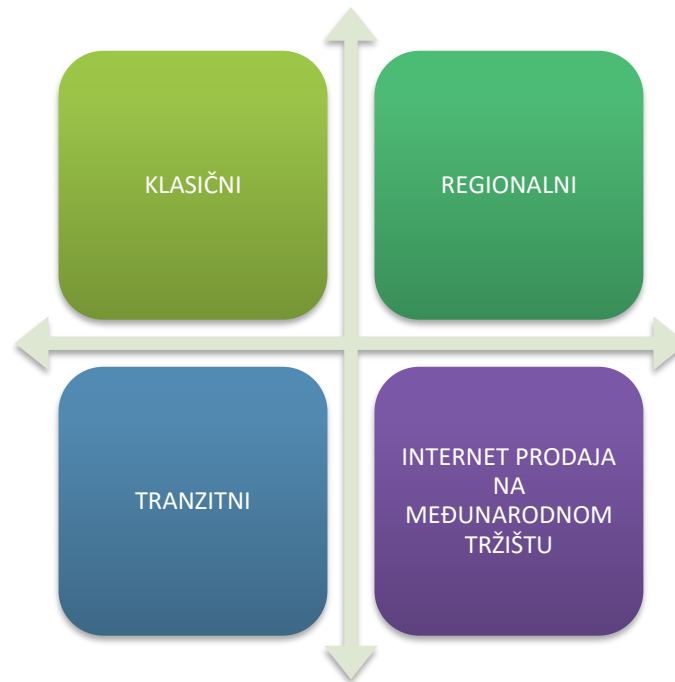 KLASIČNI
REGIONALNI
TRANZITNI
INTERNET PRODAJA
NA
MEĐUNARODNOM
TRŽIŠTU